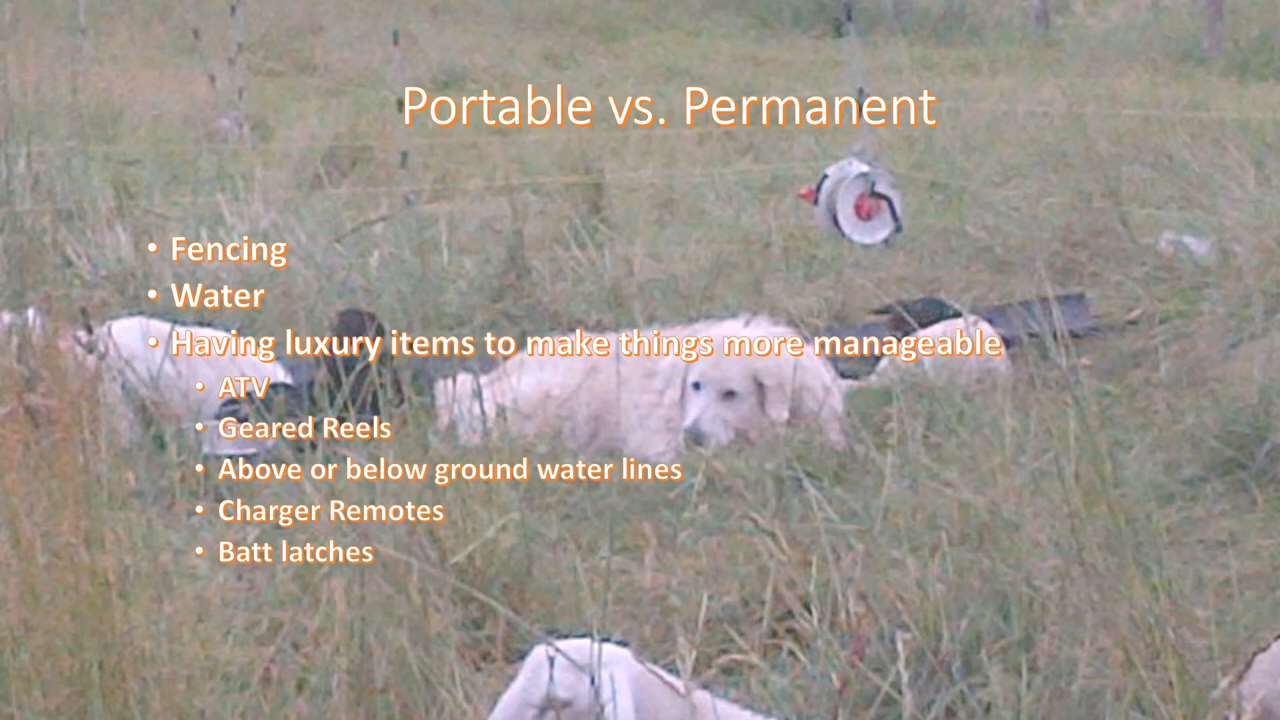 Portable vs. Permanent
• Fencing
• Water
• Having luxury items to make things more manageable
• ATV
• Geared Reels
• Above or below ground water lines
• Charger Remotes
• Batt latches